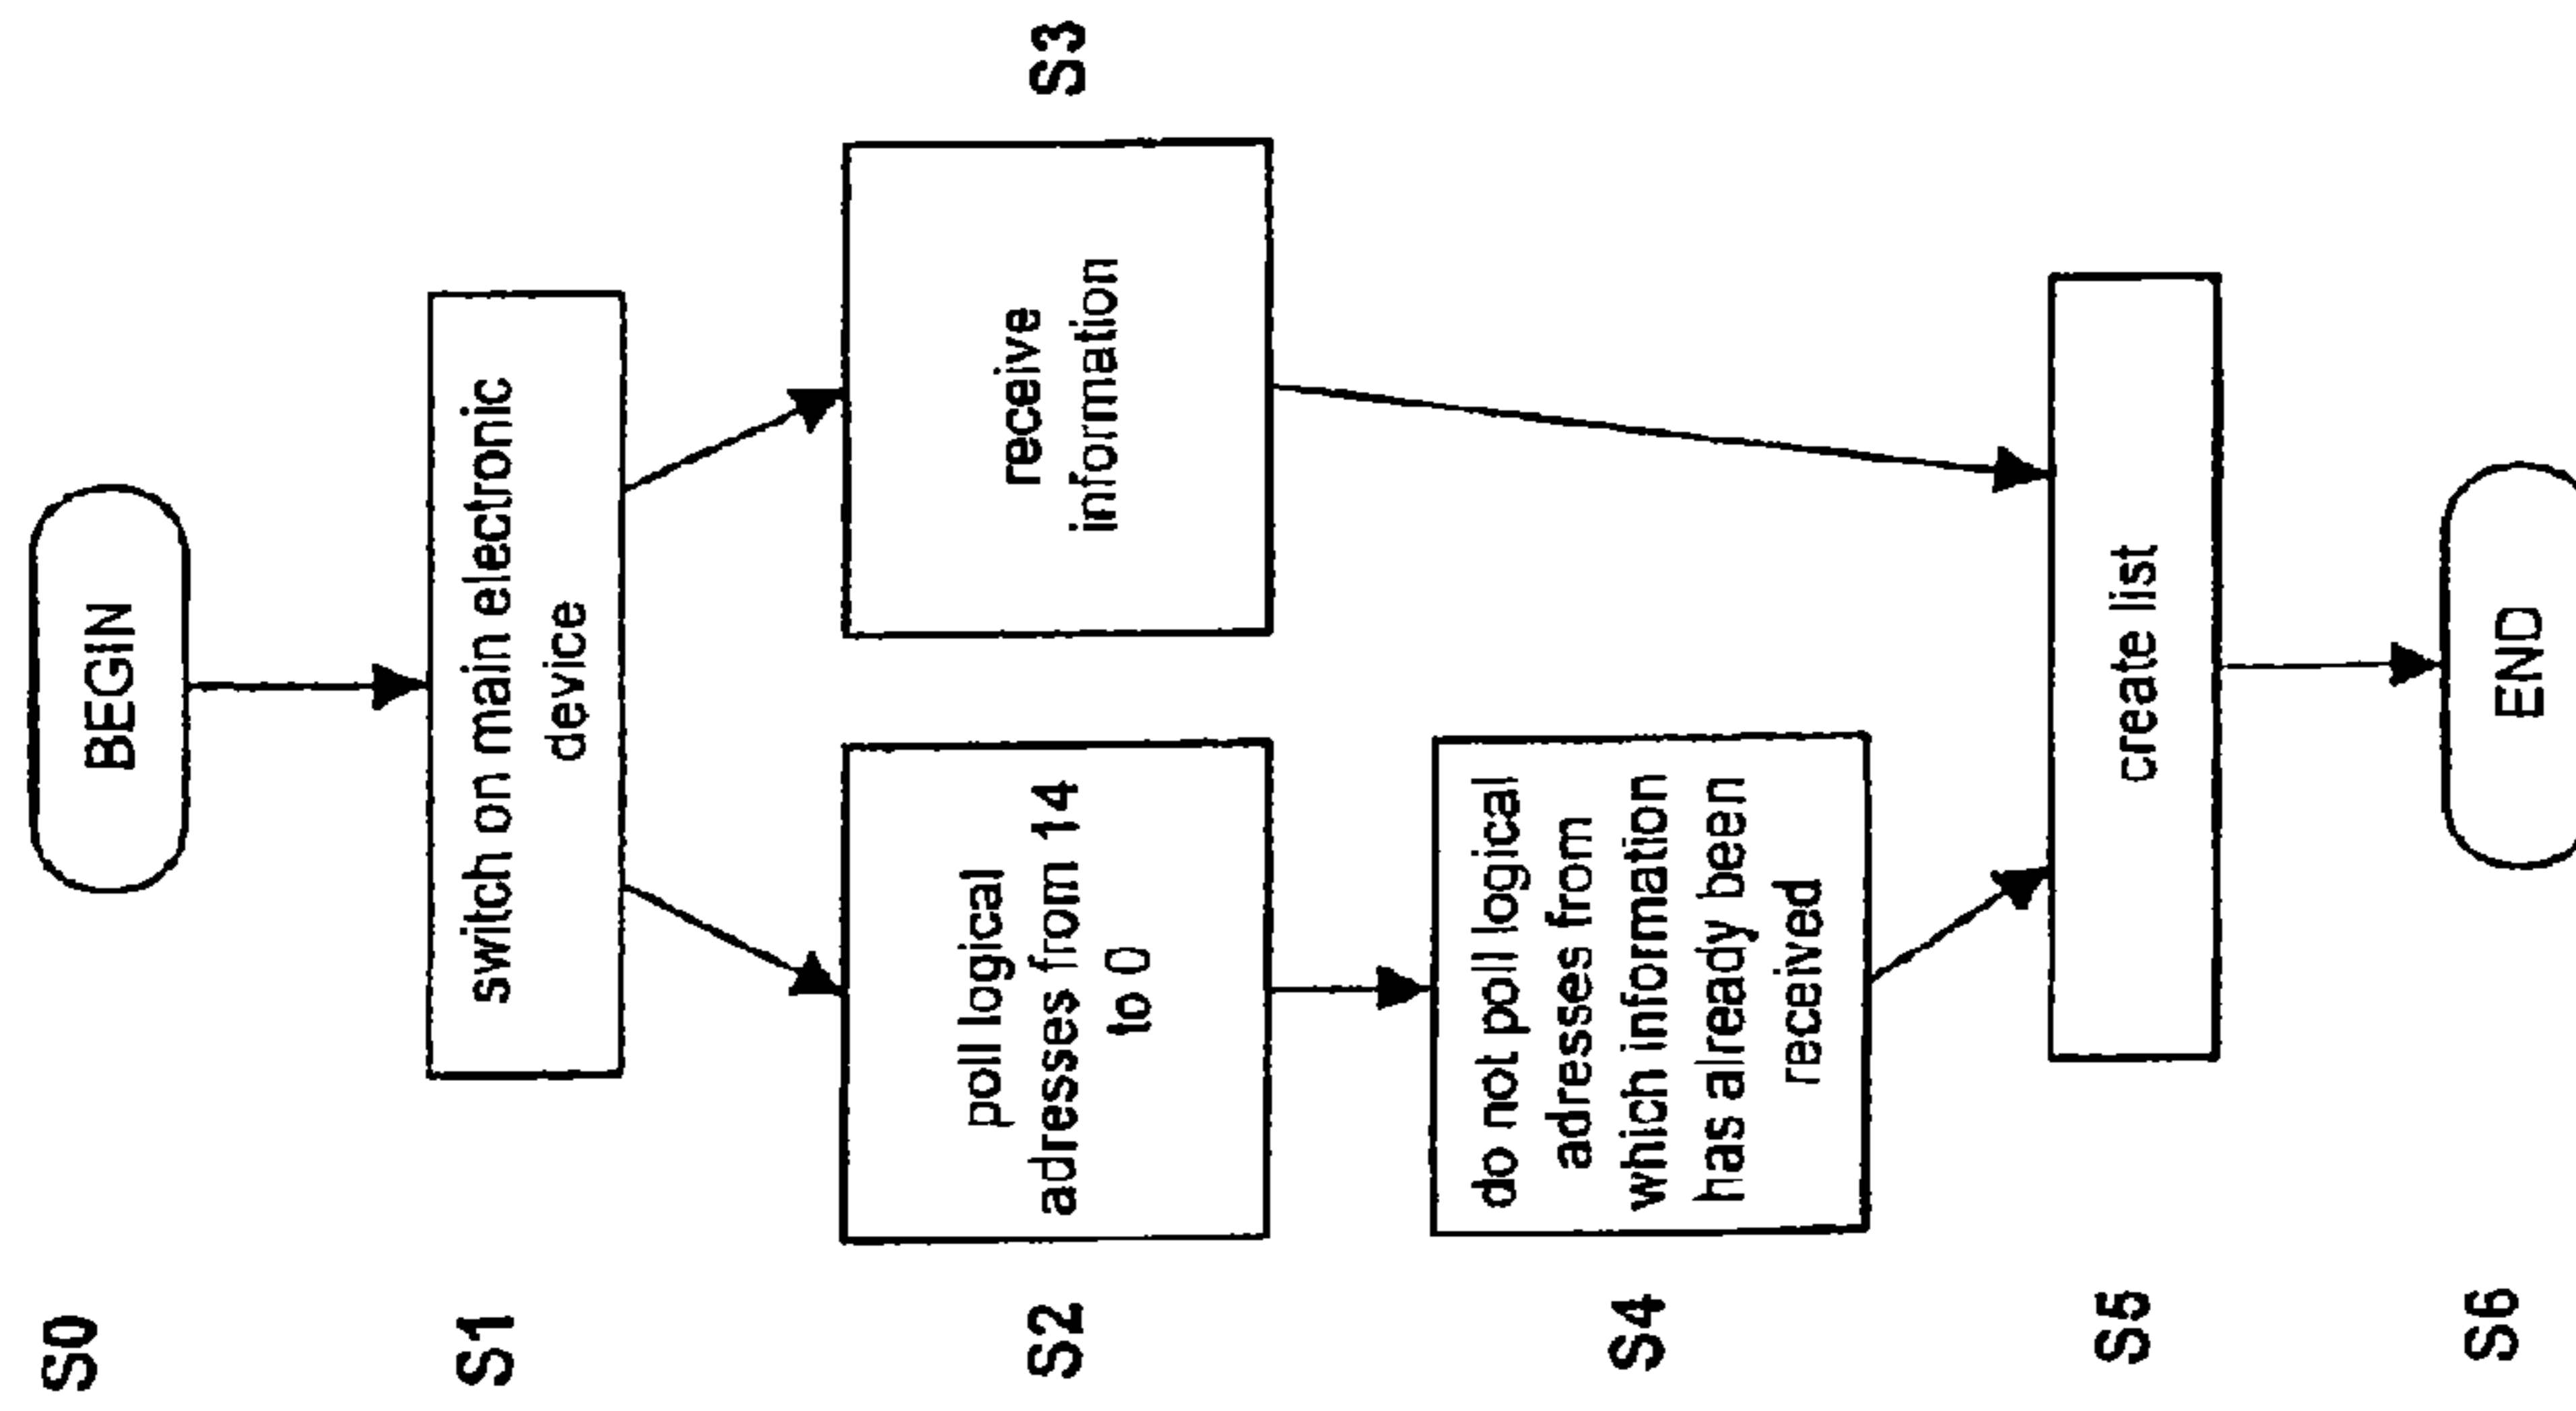 S0
BEGIN
S1
switch on main electronic
device
S2
poll logical
adresses from 14
to 0
receive
information
S3
S4
do not poll logical
adresses from
which information
has already been
received
S5
create list
S6
END